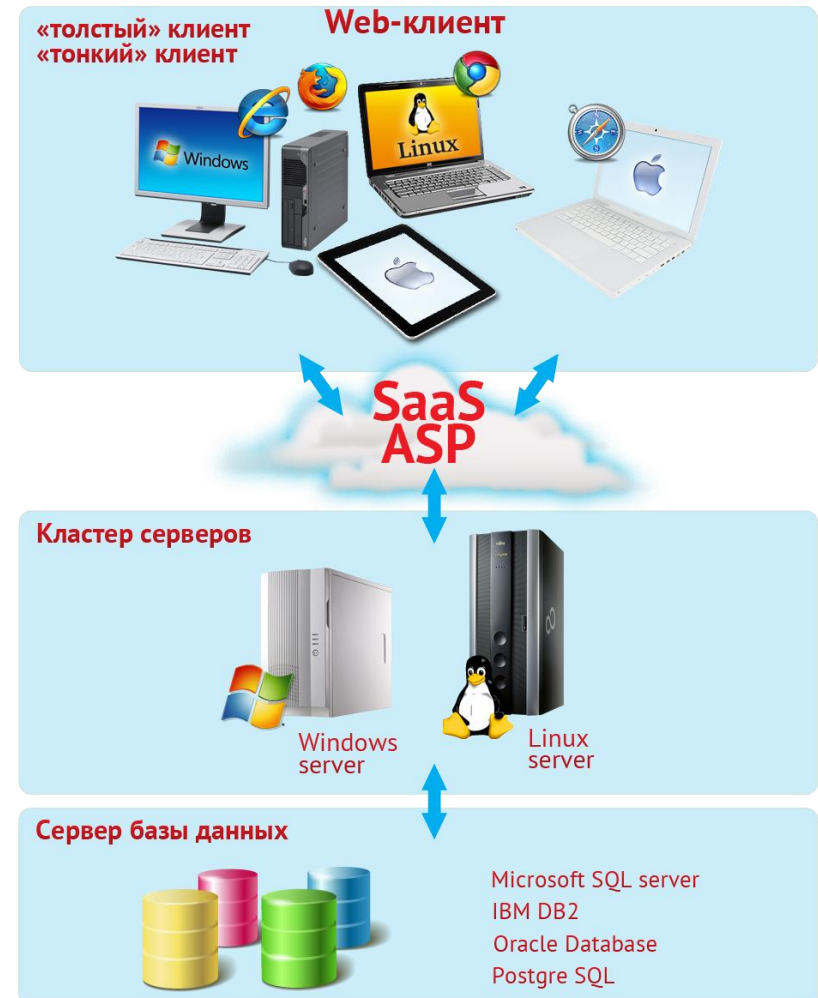 «толстый» клиент
«тонкий» клиент
Web-клиент
Windows
Linux
SaaS
ASP
Кластер серверов
Windows
server
Linux
server
Сервер базы данных
Microsoft SQL server
IBM DB2
Oracle Database
Postgre SQL